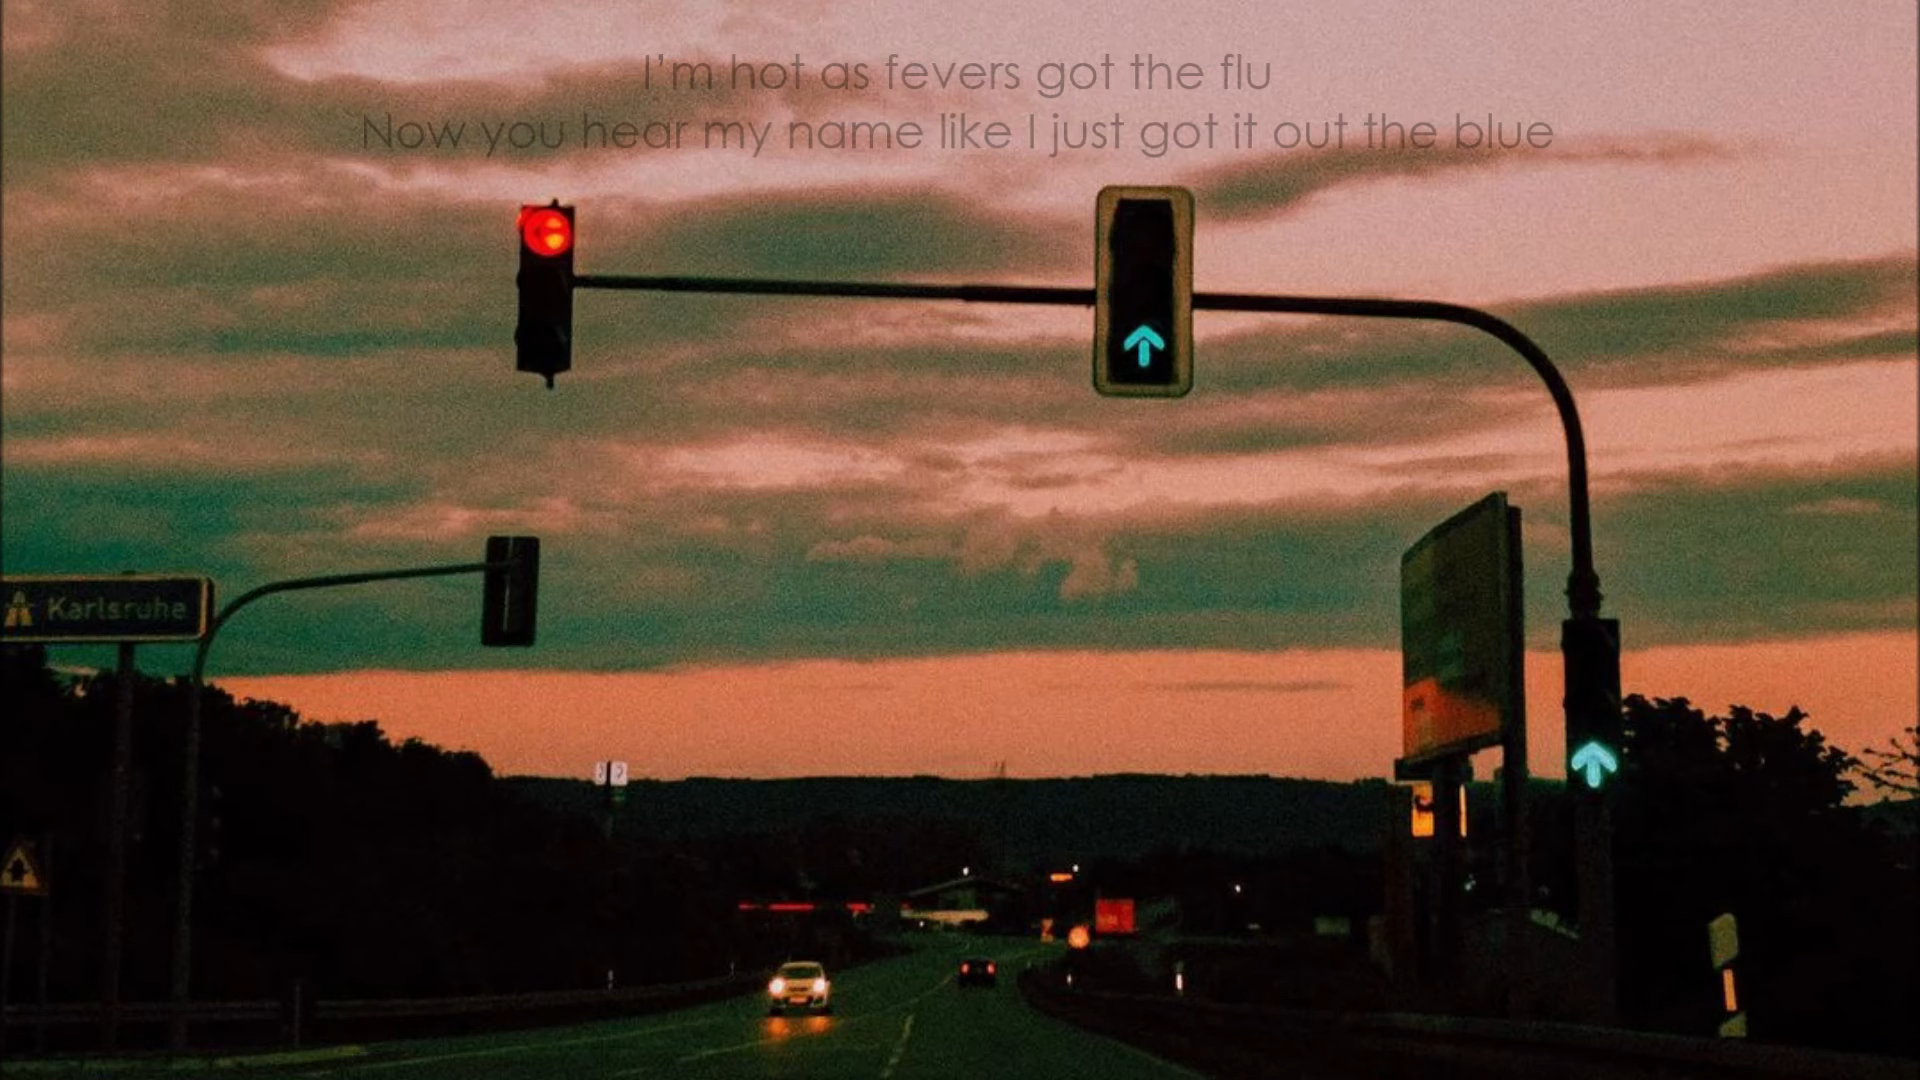 I'm hot as fevers got the flu
Now you hear my name like I just got it out the blue
Karlsruhe